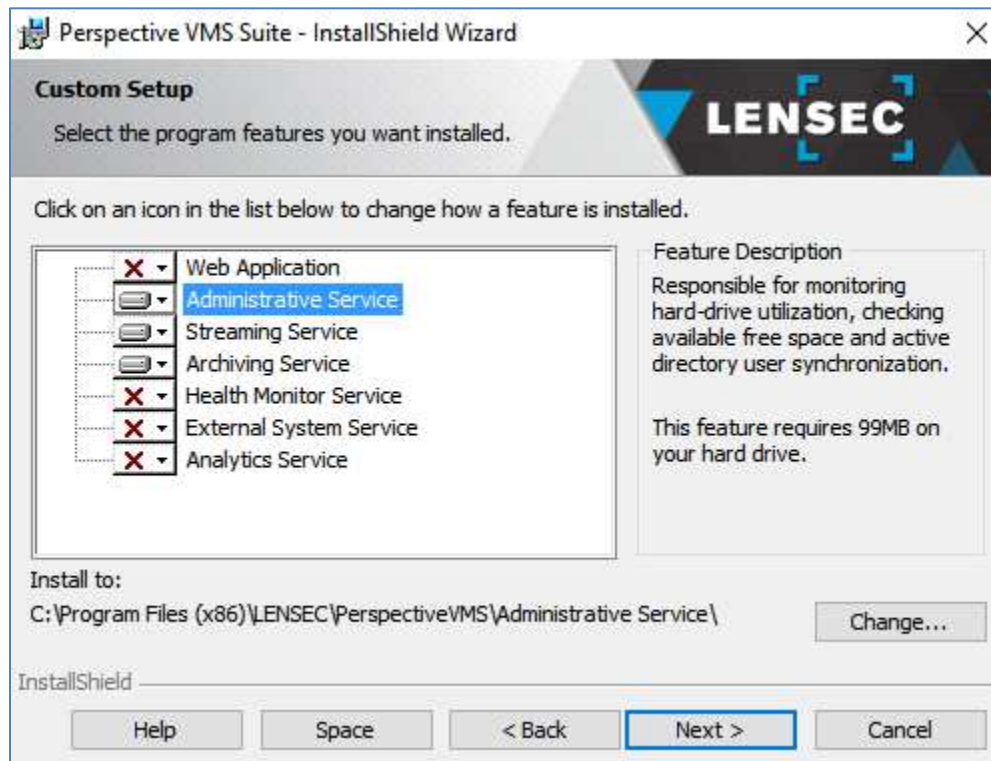 Perspective VMS Suite - InstallShield Wizard
Custom Setup
Select the program features you want installed.
LENSEC
Click on an icon in the list below to change how a feature is installed.
Web Application
Administrative Service
Streaming Service
Archiving Service
Health Monitor Service
External System Service
Analytics Service
Feature Description
Responsible for monitoring
hard-drive utilization, checking
available free space and active
directory user synchronization.
This feature requires 99MB on
your hard drive.
Install to:
C:\Program Files (x86)\LENSEC\PerspectiveVMS\Administrative Service\
Change...
InstallShield
Help
Space
< Back
Next >
Cancel